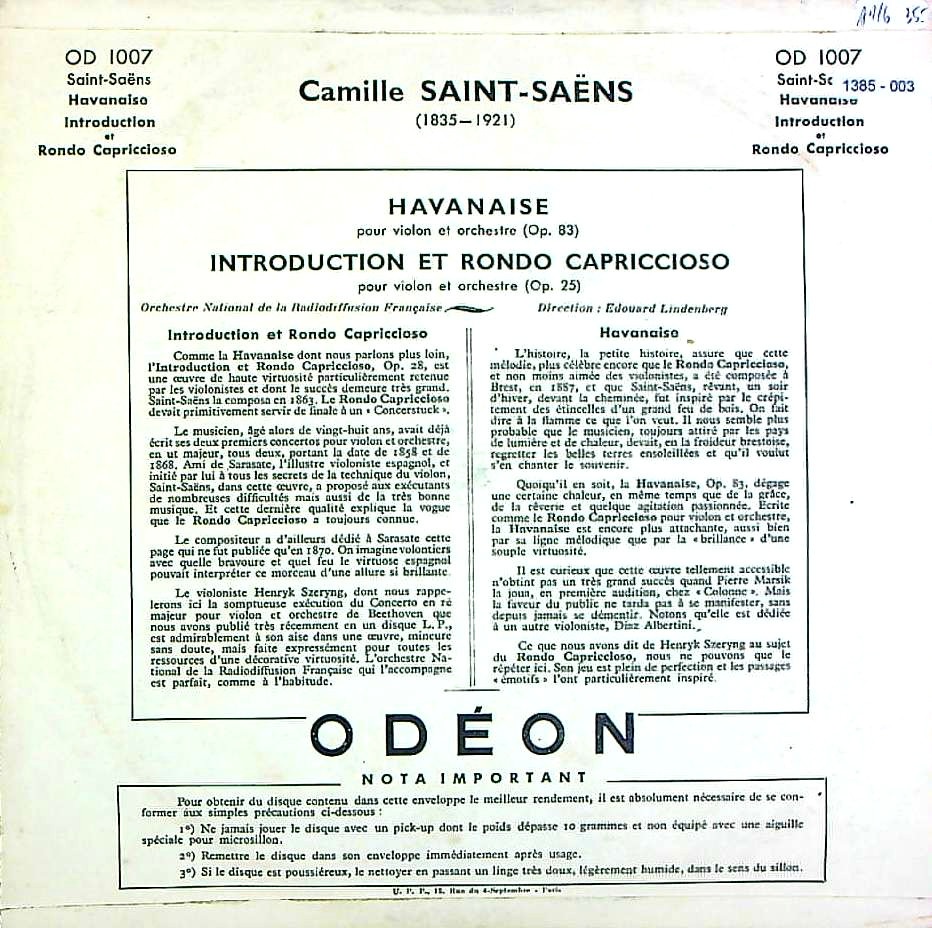 A4/6 355
OD 1007
Saint-Saëns
Havanaise
Introduction
et
Rondo Capriccioso
Camille SAINT-SAËNS
(1835—1921)
OD 1007
Saint-Sc 1385 - 003
Havanaise
Introduction
et
Rondo Capriccioso
HAVANAISE
pour violon et orchestre (Op. 83)
INTRODUCTION ET RONDO CAPRICCIOSO
pour violon et orchestre (Op. 25)
Orchestre National de la Radiodiffusion Française
Direction : Edouard Lindenberg
Introduction et Rondo Capriccioso
Comme la Havanaise dont nous parlons plus loin,
l'Introduction et Rondo Capriccioso, Op. 28, est
une œuvre de haute virtuosité particulièrement retenue
par les violonistes et dont le succès demeure très grand.
Saint-Saëns la composa en 1863. Le Rondo Capriccioso
devait primitivement servir de finale à un « Concerstuck ».
Le musicien, âgé alors de vingt-huit ans, avait déjà
écrit ses deux premiers concertos pour violon et orchestre,
en ut majeur, tous deux, portant la date de 1858 et de
1868. Ami de Sarasate, l'illustre violoniste espagnol, et
initié par lui à tous les secrets de la technique du violon,
Saint-Saëns, dans cette œuvre, a proposé aux exécutants
de nombreuses difficultés mais aussi de la très bonne
musique. Et cette dernière qualité explique la vogue
que le Rondo Capriccioso a toujours connue.
Le compositeur a d'ailleurs dédié à Sarasate cette
page qui ne fut publiée qu'en 1870. On imagine volontiers
avec quelle bravoure et quel feu le virtuose espagnol
pouvait interpréter ce morceau d'une allure si brillante.
Le violoniste Henryk Szeryng, dont nous rappe-
lerons ici la somptueuse exécution du Concerto en ré
majeur pour violon et orchestre de Beethoven que
nous avons publié très récemment en un disque L. P.,
est admirablement à son aise dans une œuvre, mineure
sans doute, mais faite expressément pour toutes les
ressources d'une décorative virtuosité. L'orchestre Na-
tional de la Radiodiffusion Française qui l'accompagne
est parfait, comme à l'habitude.
Havanaise
L'histoire, la petite histoire, assure que cette
mélodie, plus célèbre encore que le Rondo Capriccioso,
et non moins aimée des violonistes, a été composée à
Brest, en 1887, et que Saint-Saëns, rêvant, un soir
d'hiver, devant la cheminée, fut inspiré par le crépi-
tement des étincelles d'un grand feu de bois. On fait
dire à la flamme ce que l'on veut. Il nous semble plus
probable que le musicien, toujours attiré par les pays
de lumière et de chaleur, devait, en la froideur brestoise,
regretter les belles terres ensoleillées et qu'il voulut
s'en chanter le souvenir.
Quoiqu'il en soit, la Havanaise, Op. 83, dégage
une certaine chaleur, en même temps que de la grâce,
de la rêverie et quelque agitation passionnée. Ecrite
comme le Rondo Capriccioso pour violon et orchestre,
la Havanaise est encore plus attachante, aussi bien
par sa ligne mélodique que par la « brillance » d'une
souple virtuosité.
Il est curieux que cette œuvre tellement accessible
n'obtint pas un très grand succès quand Pierre Marsik
la joua, en première audition, chez « Colonne ». Mais
la faveur du public ne tarda pas à se manifester, sans
depuis jamais se démentir. Notons qu'elle est dédiée
à un autre violoniste, Diaz Albertini.
Ce que nous avons dit de Henryk Szeryng au sujet
du Rondo Capriccioso, nous ne pouvons que le
répéter ici. Son jeu est plein de perfection et les passages
« émotifs » l'ont particulièrement inspiré.
ODÉON
NOTA IMPORTANT
Pour obtenir du disque contenu dans cette enveloppe le meilleur rendement, il est absolument nécessaire de se con-
former aux simples précautions ci-dessous :
1°) Ne jamais jouer le disque avec un pick-up dont le poids dépasse 10 grammes et non équipé avec une aiguille
spéciale pour microsillon.
2°) Remettre le disque dans son enveloppe immédiatement après usage.
3°) Si le disque est poussiéreux, le nettoyer en passant un linge très doux, légèrement humide, dans le sens du sillon.
U. P. P., 15, Rue du 4-Septembre - Paris